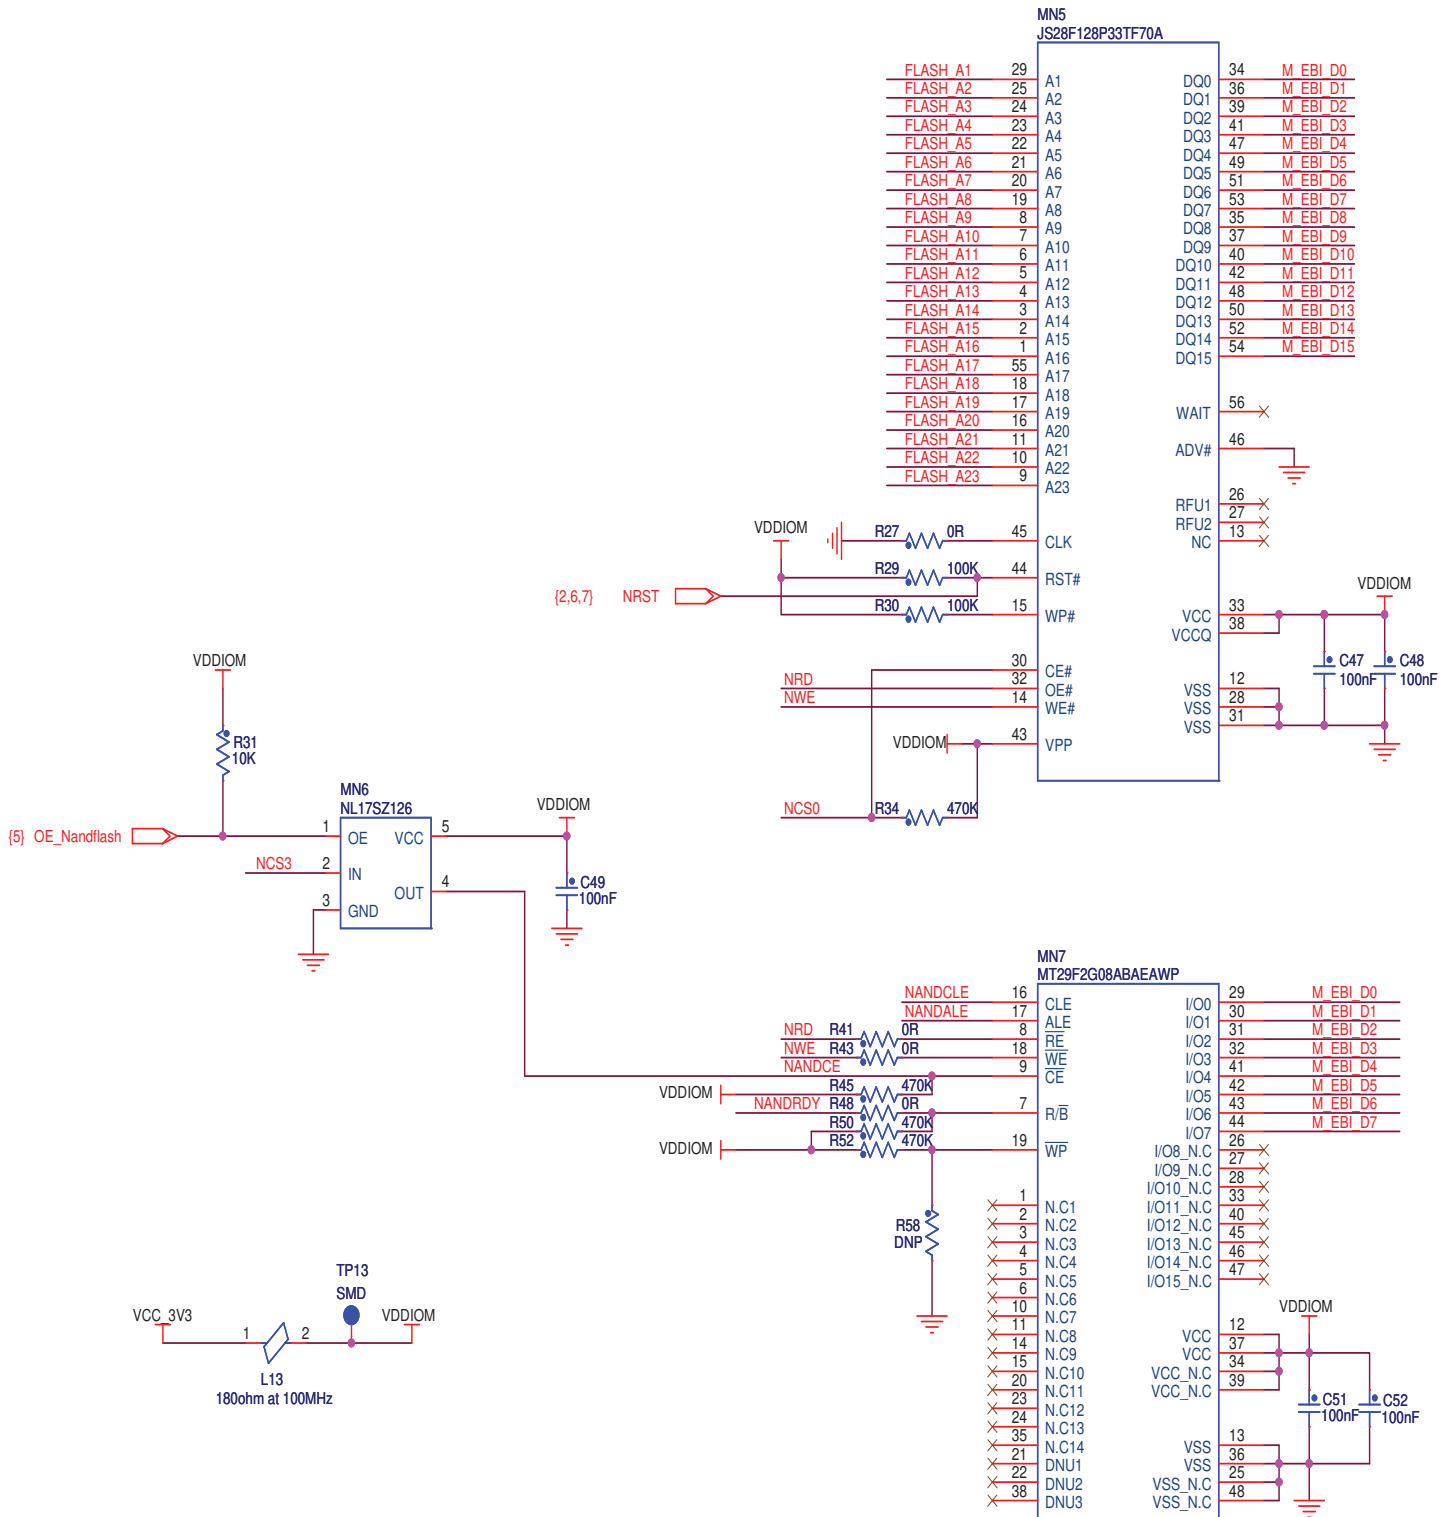 MN5
JS28F128P33TF70A
FLASH_A1 29 A1 DQ0 34 M_EBI_D0
FLASH_A2 25 A2 DQ1 36 M_EBI_D1
FLASH_A3 24 A3 DQ2 39 M_EBI_D2
FLASH_A4 23 A4 DQ3 41 M_EBI_D3
FLASH_A5 22 A5 DQ4 47 M_EBI_D4
FLASH_A6 21 A6 DQ5 49 M_EBI_D5
FLASH_A7 20 A7 DQ6 51 M_EBI_D6
FLASH_A8 19 A8 DQ7 53 M_EBI_D7
FLASH_A9 8 A9 DQ8 35 M_EBI_D8
FLASH_A10 7 A10 DQ9 37 M_EBI_D9
FLASH_A11 6 A11 DQ10 40 M_EBI_D10
FLASH_A12 5 A12 DQ11 42 M_EBI_D11
FLASH_A13 4 A13 DQ12 48 M_EBI_D12
FLASH_A14 3 A14 DQ13 50 M_EBI_D13
FLASH_A15 2 A15 DQ14 52 M_EBI_D14
FLASH_A16 1 A16 DQ15 54 M_EBI_D15
FLASH_A17 55 A17
FLASH_A18 18 A18
FLASH_A19 17 A19 WAIT 56
FLASH_A20 16 A20
FLASH_A21 11 A21 ADV# 46
FLASH_A22 10 A22
FLASH_A23 9 A23
RFU1 26
RFU2 27
VDDIOM R27 0R 45 CLK NC 13
R29 100K 44 RST# VDDIOM
{2,6,7} NRST
R30 100K 15 WP# VCC 33
VCCQ 38
VDDIOM
30 CE# C47 100nF C48 100nF
NRD 32 OE# VSS 12
NWE 14 WE# VSS 28
VSS 31
R31
10K
VDDIOM 43 VPP
MN6
NL17SZ126
VDDIOM
NCS0 R34 470K
{5} OE_Nandflash 1 OE VCC 5
NCS3 2 IN
OUT 4
C49
100nF
3 GND
MN7
MT29F2G08ABAEAWP
NANDCLE 16 CLE I/O0 29 M_EBI_D0
NANDALE 17 ALE I/O1 30 M_EBI_D1
NRD R41 0R 8 RE I/O2 31 M_EBI_D2
NWE R43 0R 18 WE I/O3 32 M_EBI_D3
NANDCE 9 CE I/O4 41 M_EBI_D4
VDDIOM R45 470K I/O5 42 M_EBI_D5
NANDRDY R48 0R 7 R/B I/O6 43 M_EBI_D6
R50 470K I/O7 44 M_EBI_D7
VDDIOM R52 470K 19 WP I/O8_N.C 26
I/O9_N.C 27
I/O10_N.C 28
1 N.C1 I/O11_N.C 33
2 N.C2 I/O12_N.C 40
R58
DNP
3 N.C3 I/O13_N.C 45
4 N.C4 I/O14_N.C 46
5 N.C5 I/O15_N.C 47
6 N.C6
10 N.C7 VDDIOM
11 N.C8 VCC 12
14 N.C9 VCC 37
15 N.C10 VCC_N.C 34
20 N.C11 VCC_N.C 39
23 N.C12 C51 100nF C52 100nF
24 N.C13
35 N.C14 VSS 13
21 DNU1 VSS 36
22 DNU2 VSS_N.C 25
38 DNU3 VSS_N.C 48
TP13
SMD
VCC_3V3 VDDIOM
1 2
L13
180ohm at 100MHz